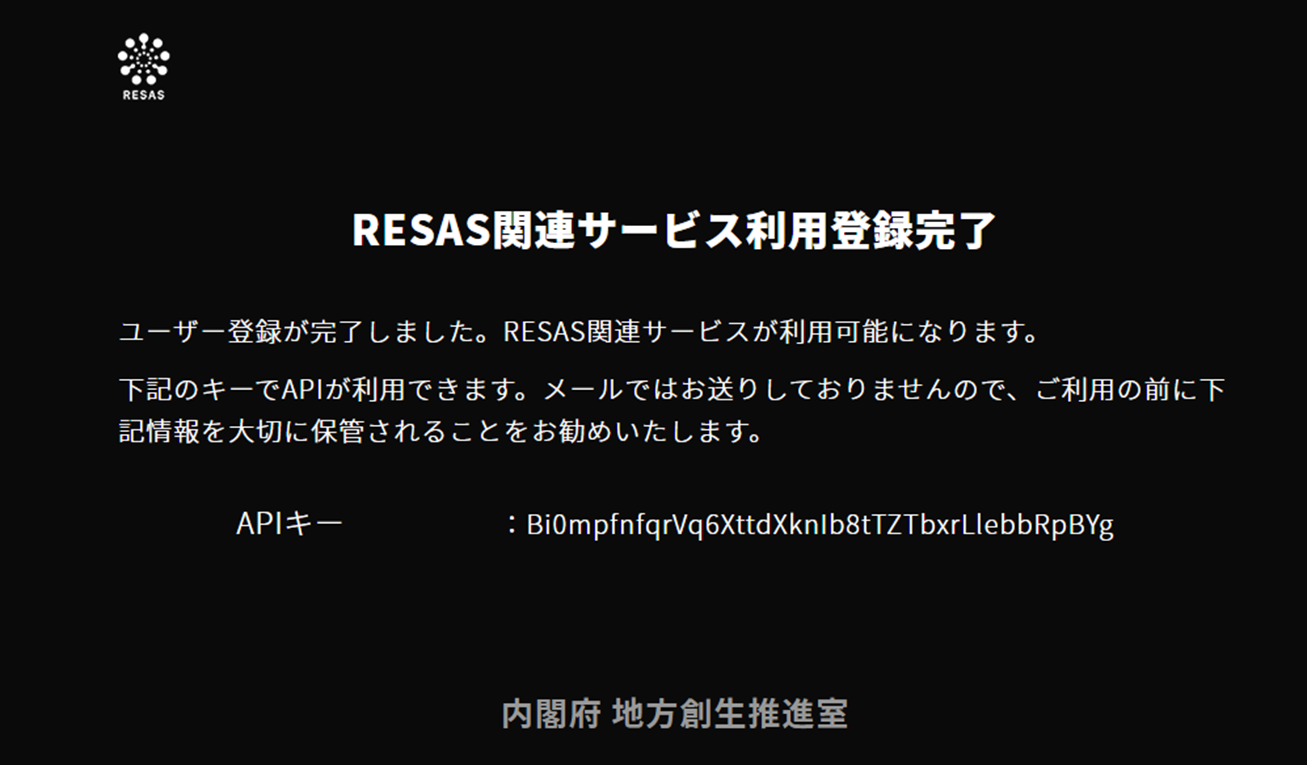 RESAS
RESAS関連サービス利用登録完了
ユーザー登録が完了しました。RESAS関連サービスが利用可能になります。
下記のキーでAPIが利用できます。メールではお送りしておりませんので、ご利用の前に下
記情報を大切に保管されることをお勧めいたします。
APIキー ：Bi0mpfnfqrVq6XttdXknIb8tTZTbxrLlebbRpBYg
内閣府 地方創生推進室